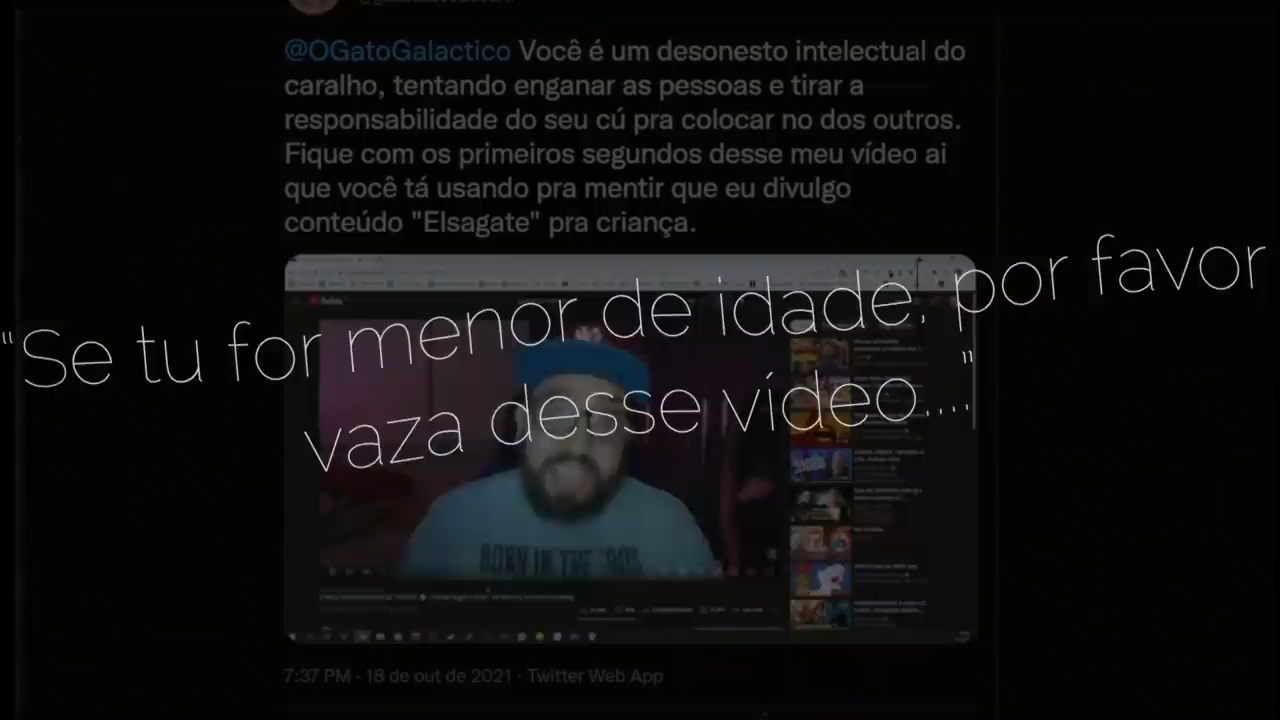 @OGatoGalactico Você é um desonesto intelectual do
caralho, tentando enganar as pessoas e tirar a
responsabilidade do seu cú pra colocar no dos outros.
Fique com os primeiros segundos desse meu vídeo ai
que você tá usando pra mentir que eu divulgo
conteúdo "Elsagate" pra criança.
"Se tu for menor de idade, por favor
vaza desse vídeo...."
BORN IN THE '90S
7:37 PM · 18 de out de 2021 · Twitter Web App